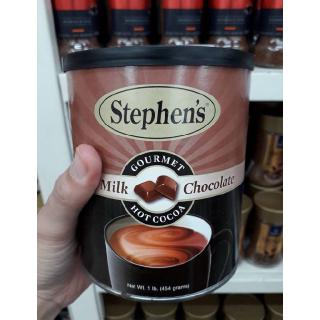 Stephen's
GOURMET
Milk Chocolate
HOT COCOA
Net Wt. 1 lb. (454 grams)